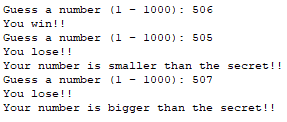 Guess a number (1 - 1000): 506
You win!!
Guess a number (1 - 1000): 505
You lose!!
Your number is smaller than the secret!!
Guess a number (1 - 1000): 507
You lose!!
Your number is bigger than the secret!!